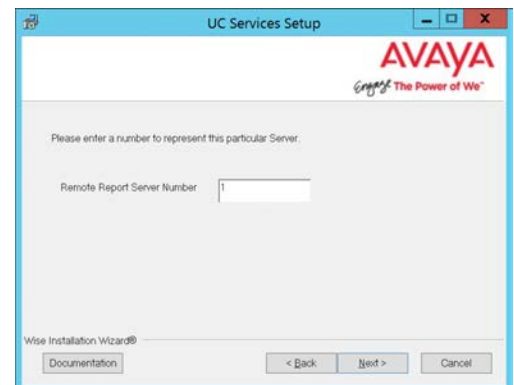 UC Services Setup
AVAYA
Engage The Power of We™
Please enter a number to represent this particular Server.
Remote Report Server Number
1
Wise Installation Wizard®
Documentation
< Back
Next >
Cancel